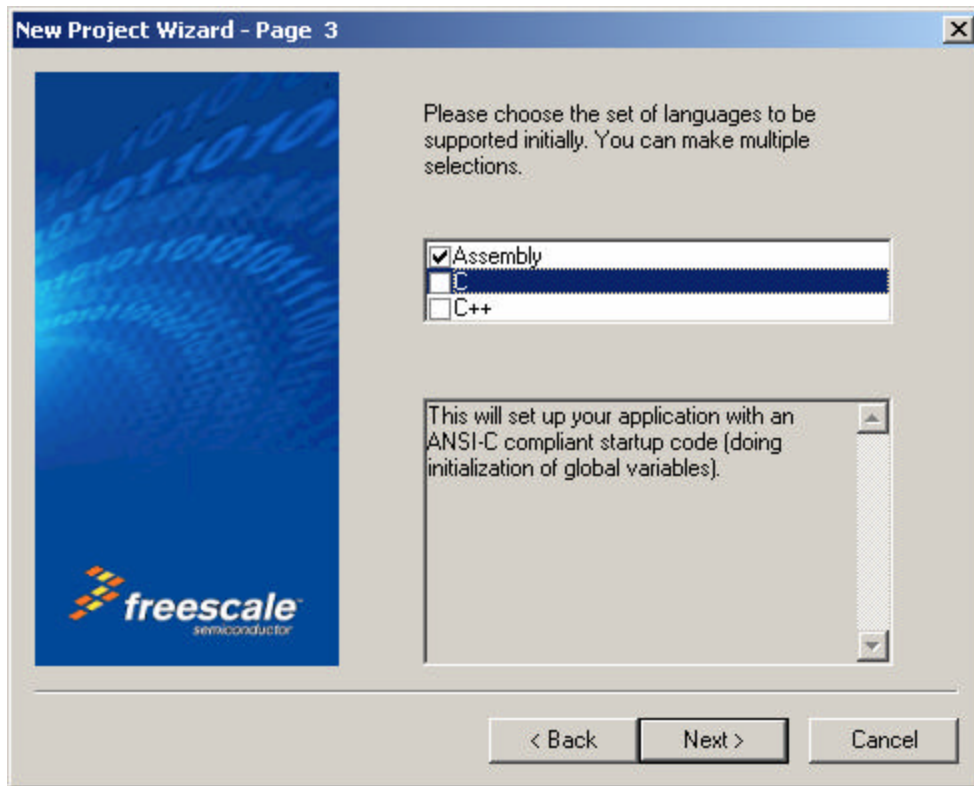 New Project Wizard - Page 3
Please choose the set of languages to be
supported initially. You can make multiple
selections.
Assembly
C
C++
This will set up your application with an
ANSI-C compliant startup code (doing
initialization of global variables).
freescale
semiconductor
< Back
Next >
Cancel